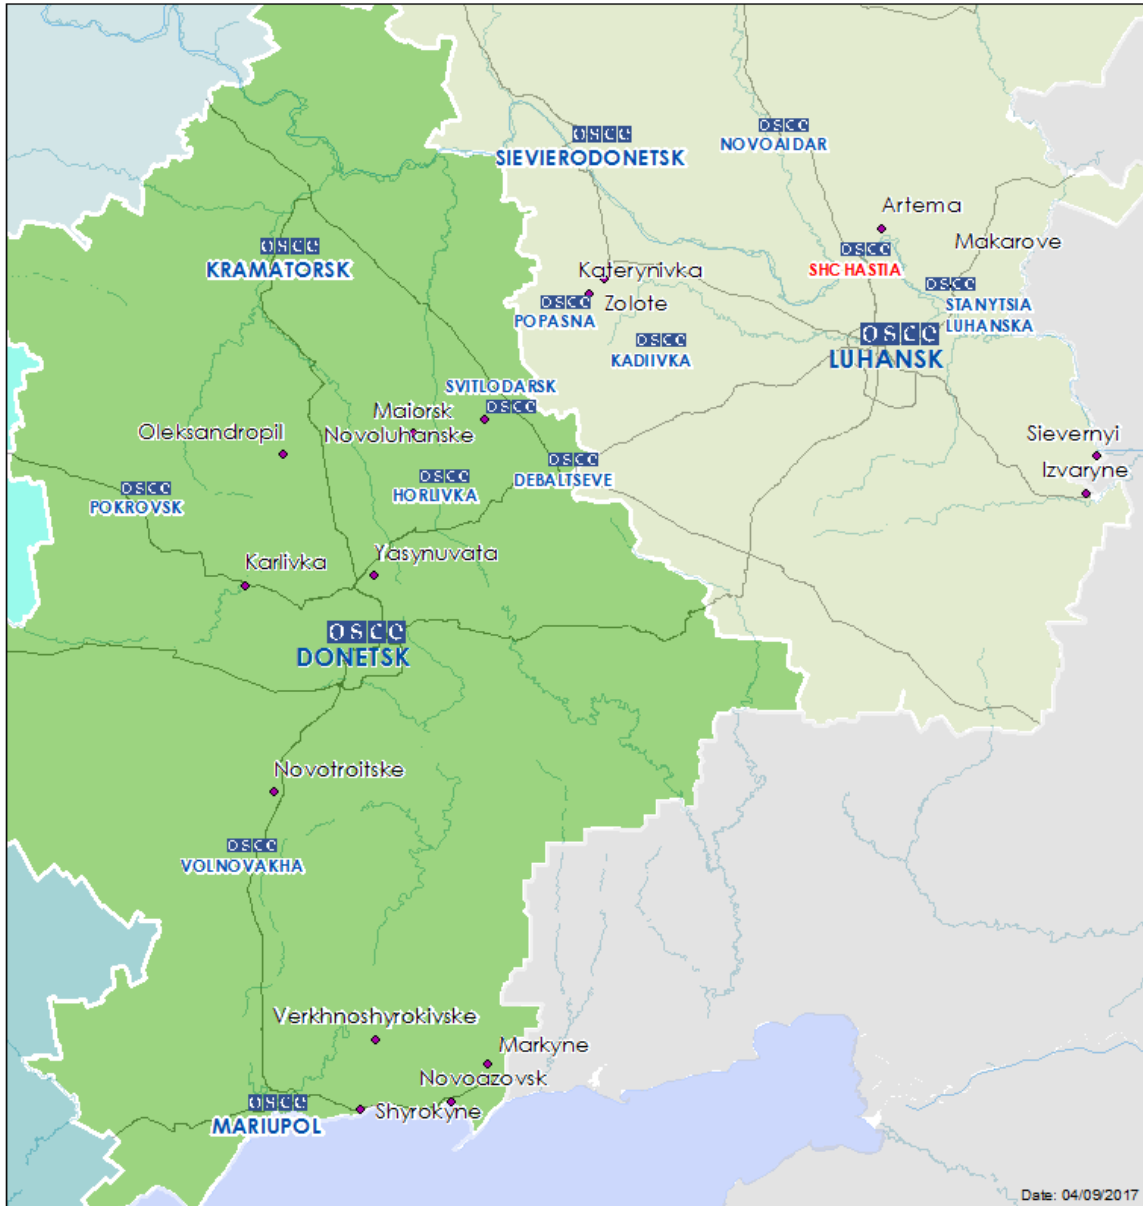 OSCE
SIEVIERODONETSK
OSCE
NOVOAIDAR
Artema
OSCE
SHCHASTIA
Makarove
OSCE
KRAMATORSK
Katerynivka
Zolote
OSCE
POPASNA
OSCE
STANYTSIA
LUHANSKA
OSCE
KADIIVKA
OSCE
LUHANSK
SVITLODARSK
OSCE
Maiorsk
Novoluhanske
Oleksandropil
Sievernyi
Izvaryne
OSCE
DEBALTSEVE
OSCE
HORLIVKA
OSCE
POKROVSK
Karlivka
Yasynuvata
OSCE
DONETSK
Novotroitske
OSCE
VOLNOVAKHA
Verkhnoshyrokivske
Markyne
Novoazovsk
Shyrokyne
OSCE
MARIUPOL
Date: 04/09/2017